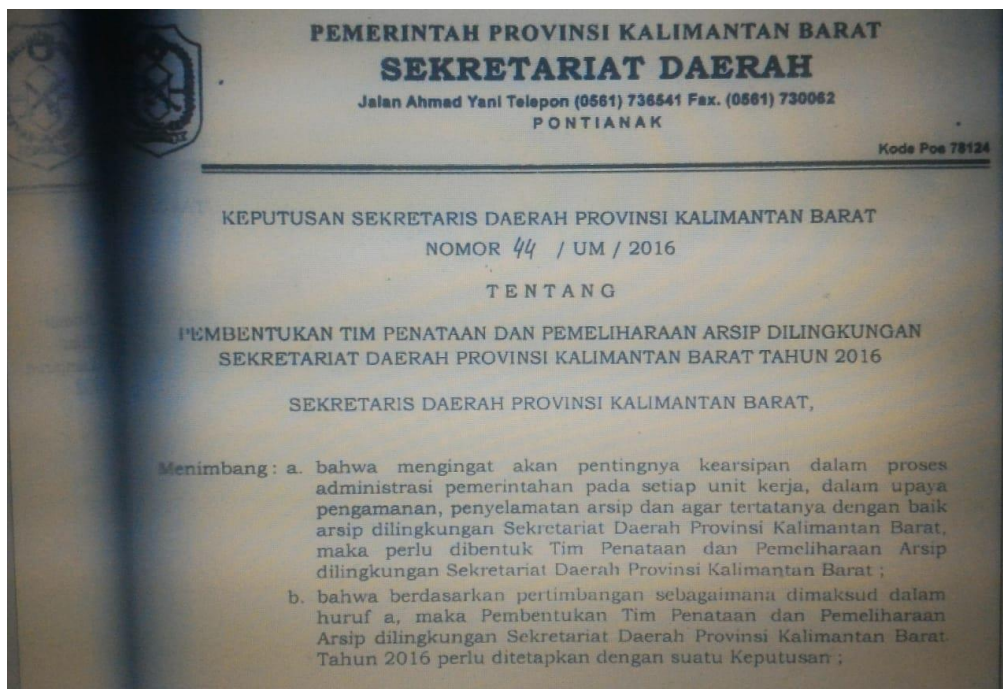 PEMERINTAH PROVINSI KALIMANTAN BARAT
SEKRETARIAT DAERAH
Jalan Ahmad Yani Telepon (0561) 736541 Fax. (0561) 730062
PONTIANAK
Kode Pos 78124
KEPUTUSAN SEKRETARIS DAERAH PROVINSI KALIMANTAN BARAT
NOMOR 44 / UM / 2016
TENTANG
PEMBENTUKAN TIM PENATAAN DAN PEMELIHARAAN ARSIP DILINGKUNGAN
SEKRETARIAT DAERAH PROVINSI KALIMANTAN BARAT TAHUN 2016
SEKRETARIS DAERAH PROVINSI KALIMANTAN BARAT,
Menimbang : a. bahwa mengingat akan pentingnya kearsipan dalam proses
administrasi pemerintahan pada setiap unit kerja, dalam upaya
pengamanan, penyelamatan arsip dan agar tertatanya dengan baik
arsip dilingkungan Sekretariat Daerah Provinsi Kalimantan Barat,
maka perlu dibentuk Tim Penataan dan Pemeliharaan Arsip
dilingkungan Sekretariat Daerah Provinsi Kalimantan Barat ;
b. bahwa berdasarkan pertimbangan sebagaimana dimaksud dalam
huruf a, maka Pembentukan Tim Penataan dan Pemeliharaan
Arsip dilingkungan Sekretariat Daerah Provinsi Kalimantan Barat
Tahun 2016 perlu ditetapkan dengan suatu Keputusan ;